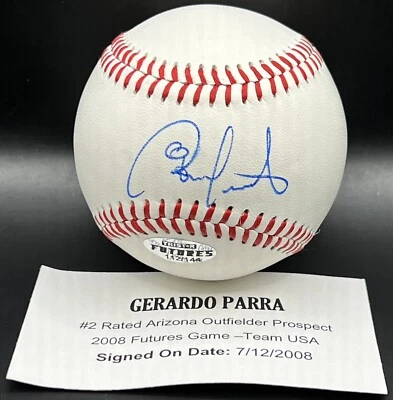 TRISTAR
FUTURES
GERARDO PARRA
#2 Rated Arizona Outfielder Prospect
2008 Futures Game –Team USA
Signed On Date: 7/12/2008